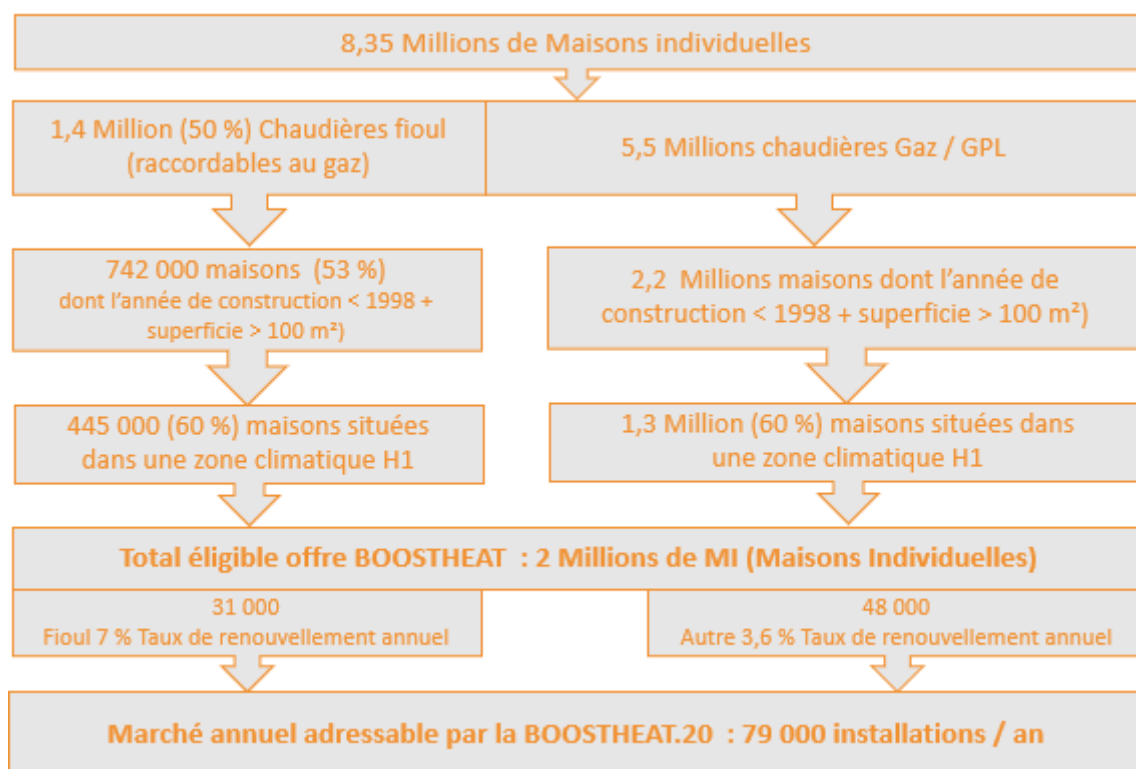 8,35 Millions de Maisons individuelles
1,4 Million (50 %) Chaudières fioul
(raccordables au gaz)
5,5 Millions chaudières Gaz / GPL
742 000 maisons (53 %)
dont l'année de construction < 1998 +
superficie > 100 m²)
2,2 Millions maisons dont l'année de
construction < 1998 + superficie > 100 m²)
445 000 (60 %) maisons situées
dans une zone climatique H1
1,3 Million (60 %) maisons situées dans
une zone climatique H1
Total éligible offre BOOSTHEAT : 2 Millions de MI (Maisons Individuelles)
31 000
Fioul 7 % Taux de renouvellement annuel
48 000
Autre 3,6 % Taux de renouvellement annuel
Marché annuel adressable par la BOOSTHEAT.20 : 79 000 installations / an